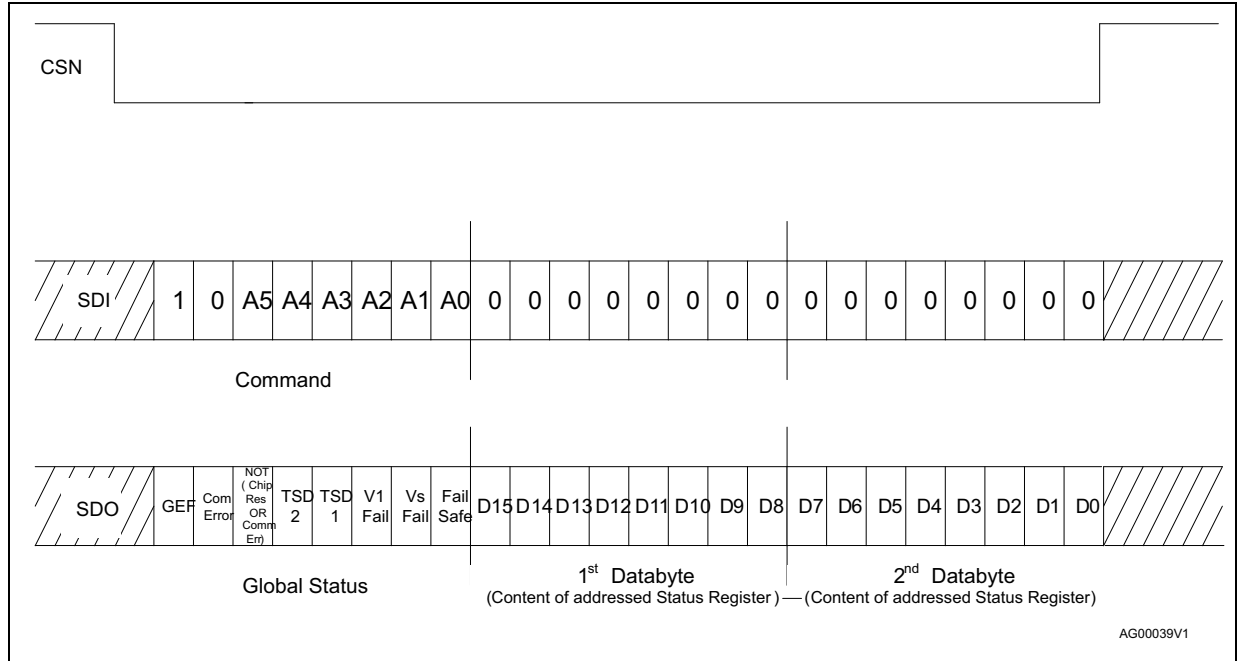 CSN
SDI 1 0 A5 A4 A3 A2 A1 A0 0 0 0 0 0 0 0 0 0 0 0 0 0 0 0 0
Command
SDO GEF Com Error NOT ( Chip Res OR Comm Err) TSD 2 TSD 1 V1 Fail Vs Fail Fail Safe D15 D14 D13 D12 D11 D10 D9 D8 D7 D6 D5 D4 D3 D2 D1 D0
Global Status
1st Databyte
(Content of addressed Status Register )
2nd Databyte
(Content of addressed Status Register)
AG00039V1